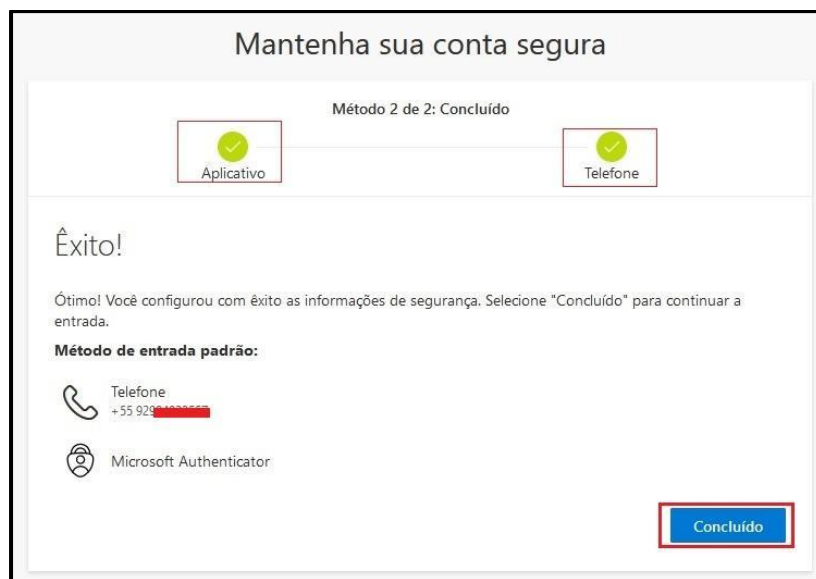 Mantenha sua conta segura
Método 2 de 2: Concluído
Aplicativo
Telefone
Êxito!
Ótimo! Você configurou com êxito as informações de segurança. Selecione "Concluído" para continuar a
entrada.
Método de entrada padrão:
Telefone
+55 92
Microsoft Authenticator
Concluído